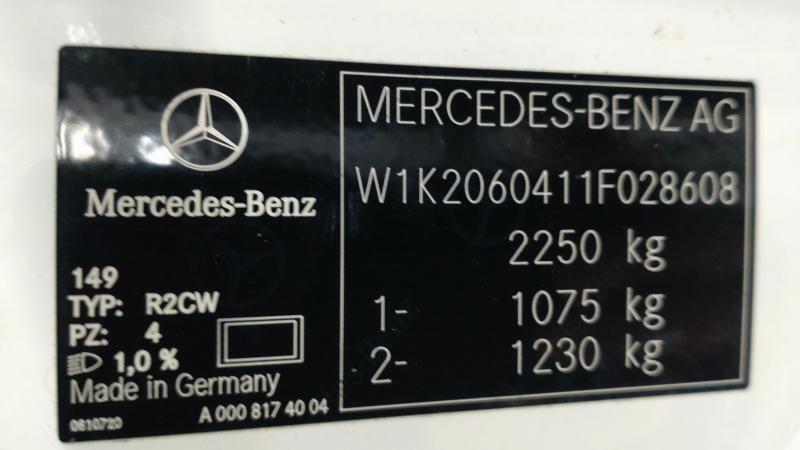 Mercedes-Benz
149
TYP: R2CW
PZ: 4
1,0 %
Made in Germany
0810720
A 000 817 40 04
MERCEDES-BENZ AG
W1K2060411F028608
2250 kg
1- 1075 kg
2- 1230 kg